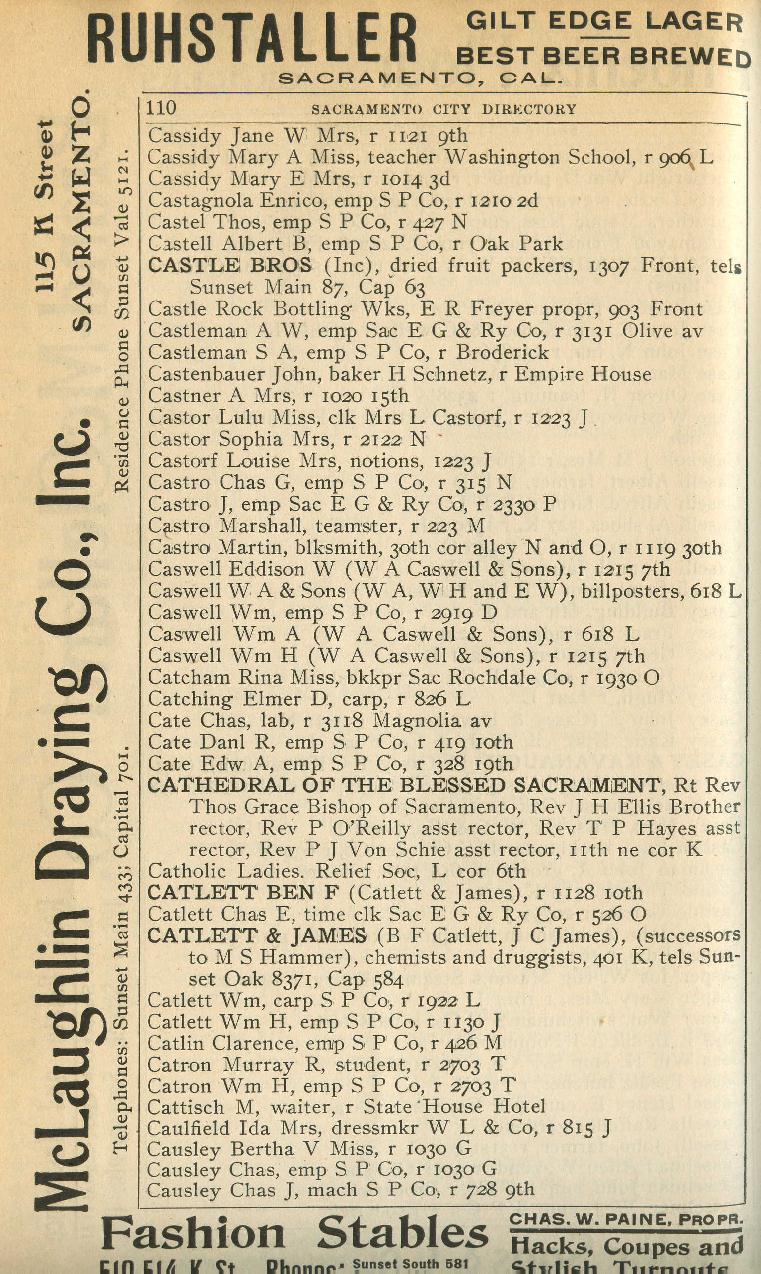 RUHSTALLER
GILT EDGE LAGER
BEST BEER BREWED
SACRAMENTO, CAL.
McLaughlin Draying Co., Inc.
115 K Street
SACRAMENTO.
Telephones: Sunset Main 433; Capital 701.
Residence Phone Sunset Vale 5121.
110 SACRAMENTO CITY DIRECTORY
Cassidy Jane W Mrs, r 1121 9th
Cassidy Mary A Miss, teacher Washington School, r 906 L
Cassidy Mary E Mrs, r 1014 3d
Castagnola Enrico, emp S P Co, r 1210 2d
Castel Thos, emp S P Co, r 427 N
Castell Albert B, emp S P Co, r Oak Park
CASTLE BROS (Inc), dried fruit packers, 1307 Front, tels
Sunset Main 87, Cap 63
Castle Rock Bottling Wks, E R Freyer propr, 903 Front
Castleman A W, emp Sac E G & Ry Co, r 3131 Olive av
Castleman S A, emp S P Co, r Broderick
Castenbauer John, baker H Schnetz, r Empire House
Castner A Mrs, r 1020 15th
Castor Lulu Miss, clk Mrs L Castorf, r 1223 J
Castor Sophia Mrs, r 2122 N
Castorf Louise Mrs, notions, 1223 J
Castro Chas G, emp S P Co, r 315 N
Castro J, emp Sac E G & Ry Co, r 2330 P
Castro Marshall, teamster, r 223 M
Castro Martin, blksmith, 30th cor alley N and O, r 1119 30th
Caswell Eddison W (W A Caswell & Sons), r 1215 7th
Caswell W A & Sons (W A, W H and E W), billposters, 618 L
Caswell Wm, emp S P Co, r 2919 D
Caswell Wm A (W A Caswell & Sons), r 618 L
Caswell Wm H (W A Caswell & Sons), r 1215 7th
Catcham Rina Miss, bkkpr Sac Rochdale Co, r 1930 O
Catching Elmer D, carp, r 826 L
Cate Chas, lab, r 3118 Magnolia av
Cate Danl R, emp S P Co, r 419 10th
Cate Edw A, emp S P Co, r 328 19th
CATHEDRAL OF THE BLESSED SACRAMENT, Rt Rev
Thos Grace Bishop of Sacramento, Rev J H Ellis Brother
rector, Rev P O'Reilly asst rector, Rev T P Hayes asst
rector, Rev P J Von Schie asst rector, 11th ne cor K
Catholic Ladies. Relief Soc, L cor 6th
CATLETT BEN F (Catlett & James), r 1128 10th
Catlett Chas E, time clk Sac E G & Ry Co, r 526 O
CATLETT & JAMES (B F Catlett, J C James), (successors
to M S Hammer), chemists and druggists, 401 K, tels Sun-
set Oak 8371, Cap 584
Catlett Wm, carp S P Co, r 1922 L
Catlett Wm H, emp S P Co, r 1130 J
Catlin Clarence, emp S P Co, r 426 M
Catron Murray R, student, r 2703 T
Catron Wm H, emp S P Co, r 2703 T
Cattisch M, waiter, r State House Hotel
Caulfield Ida Mrs, dressmkr W L & Co, r 815 J
Causley Bertha V Miss, r 1030 G
Causley Chas, emp S P Co, r 1030 G
Causley Chas J, mach S P Co, r 728 9th
Fashion Stables
CHAS. W. PAINE, PROPR.
Hacks, Coupes and
Stylish Turnouts
510 514 K St. Phones: Sunset South 581